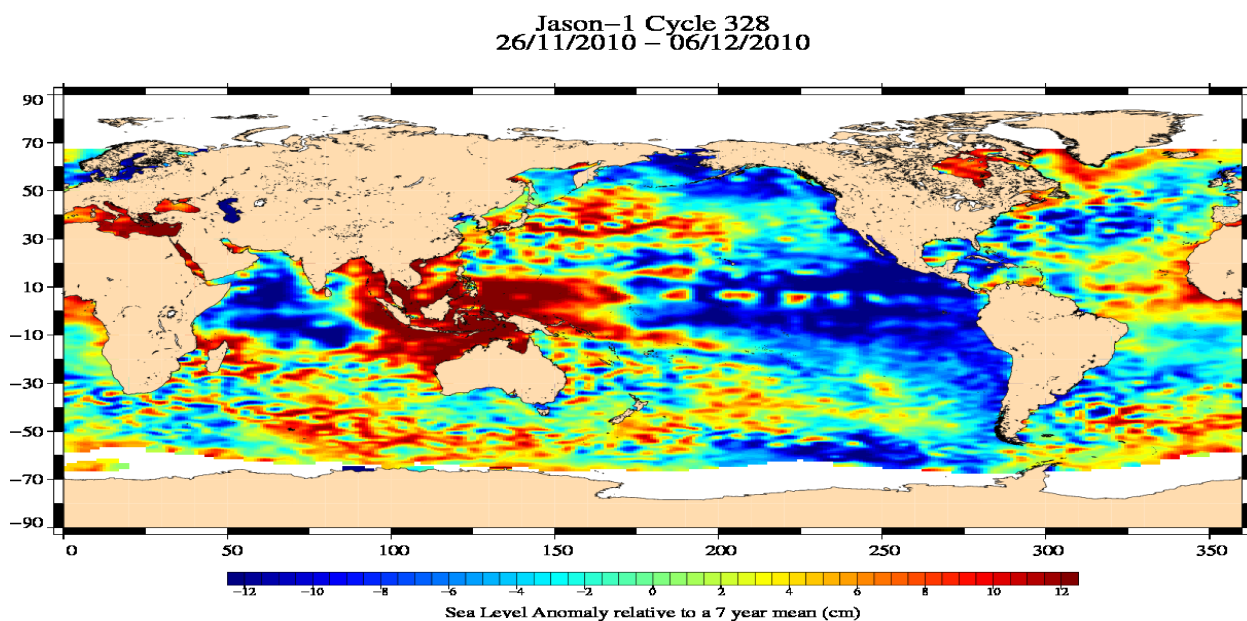 Jason−1 Cycle 328
26/11/2010 − 06/12/2010
90
70
50
30
10
−10
−30
−50
−70
−90
0 50 100 150 200 250 300 350
−12 −10 −8 −6 −4 −2 0 2 4 6 8 10 12
Sea Level Anomaly relative to a 7 year mean (cm)